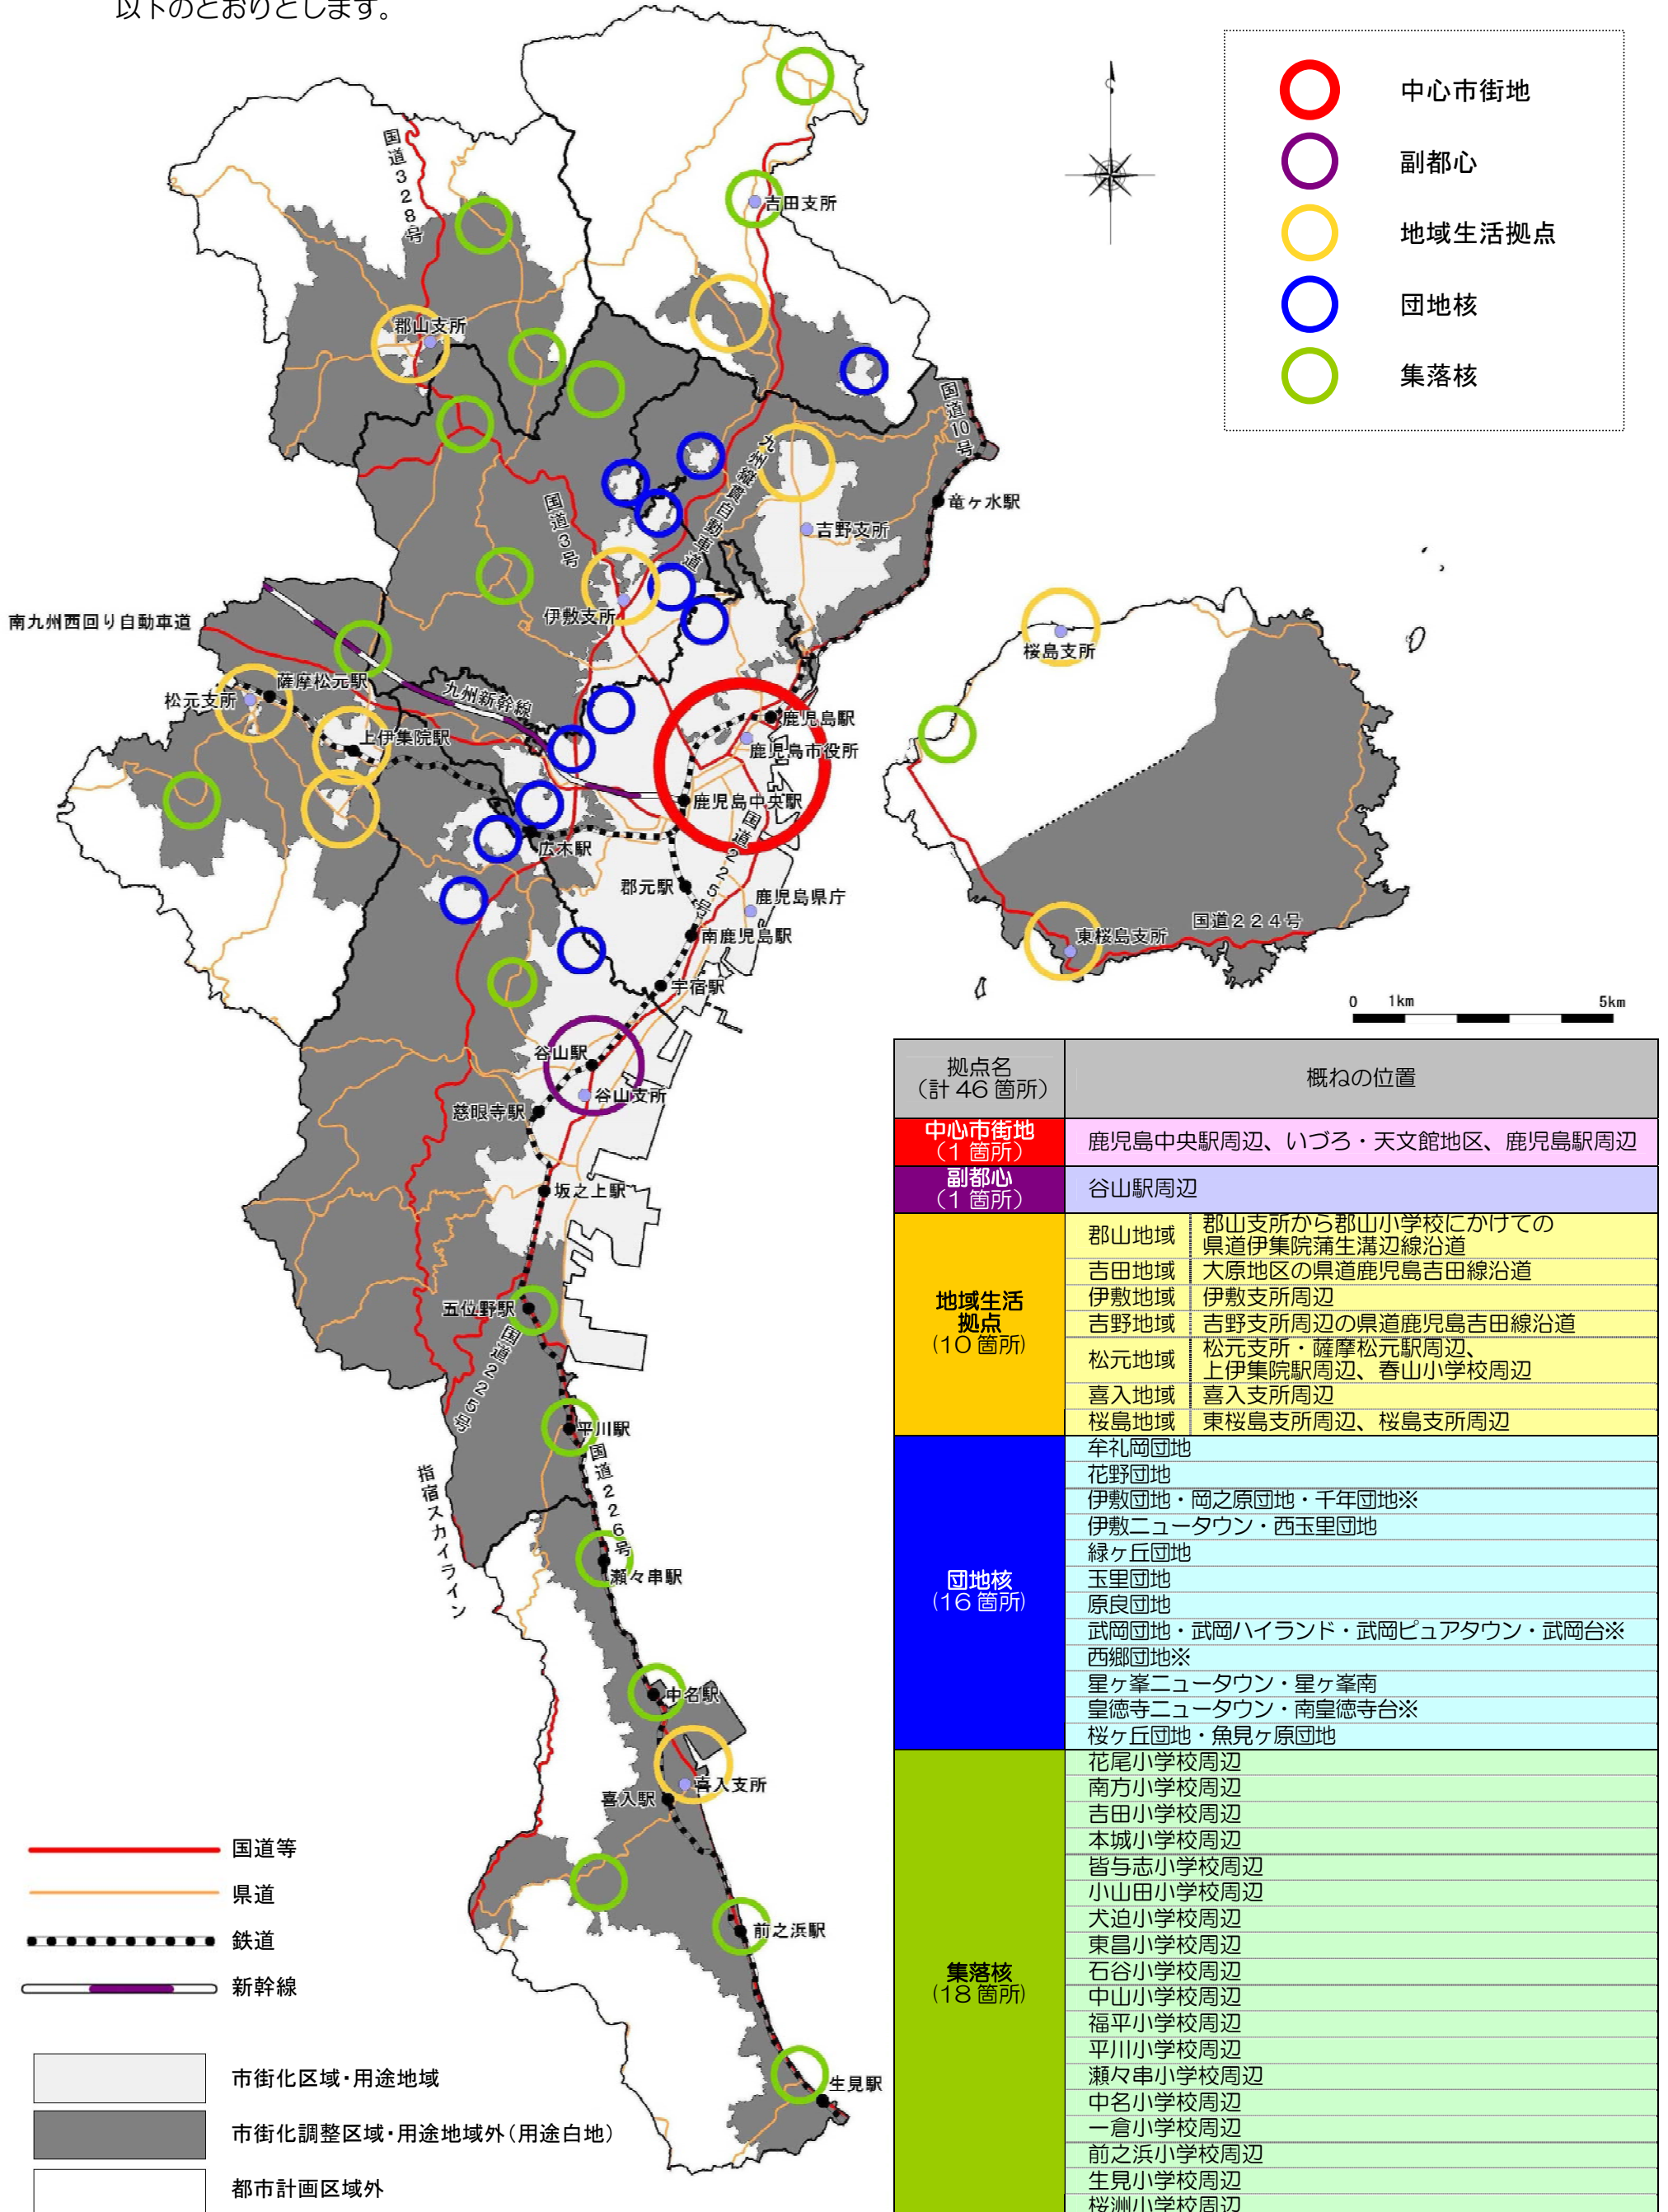 以下のとおりとします。
中心市街地
副都心
地域生活拠点
団地核
集落核
国道328号
吉田支所
郡山支所
国道10号
九州縦貫自動車道
竜ヶ水駅
国道3号
吉野支所
伊敷支所
南九州西回り自動車道
桜島支所
薩摩松元駅
松元支所
九州新幹線
上伊集院駅
鹿児島駅
鹿児島市役所
鹿児島中央駅
国道225号
広木駅
郡元駅
鹿児島県庁
南鹿児島駅
国道224号
東桜島支所
宇宿駅
0 1km 5km
谷山駅
谷山支所
慈眼寺駅
坂之上駅
五位野駅
国道225号
平川駅
国道226号
指宿スカイライン
瀬々串駅
中名駅
喜入支所
喜入駅
前之浜駅
生見駅
国道等
県道
鉄道
新幹線
市街化区域・用途地域
市街化調整区域・用途地域外(用途白地)
都市計画区域外
拠点名
(計46箇所)
概ねの位置
中心市街地
(1箇所)
鹿児島中央駅周辺、いづろ・天文館地区、鹿児島駅周辺
副都心
(1箇所)
谷山駅周辺
地域生活
拠点
(10箇所)
郡山地域 郡山支所から郡山小学校にかけての
県道伊集院蒲生溝辺線沿道
吉田地域 大原地区の県道鹿児島吉田線沿道
伊敷地域 伊敷支所周辺
吉野地域 吉野支所周辺の県道鹿児島吉田線沿道
松元地域 松元支所・薩摩松元駅周辺、
上伊集院駅周辺、春山小学校周辺
喜入地域 喜入支所周辺
桜島地域 東桜島支所周辺、桜島支所周辺
団地核
(16箇所)
牟礼岡団地
花野団地
伊敷団地・岡之原団地・千年団地※
伊敷ニュータウン・西玉里団地
緑ヶ丘団地
玉里団地
原良団地
武岡団地・武岡ハイランド・武岡ピュアタウン・武岡台※
西郷団地※
星ヶ峯ニュータウン・星ヶ峯南
皇徳寺ニュータウン・南皇徳寺台※
桜ヶ丘団地・魚見ヶ原団地
集落核
(18箇所)
花尾小学校周辺
南方小学校周辺
吉田小学校周辺
本城小学校周辺
皆与志小学校周辺
小山田小学校周辺
犬迫小学校周辺
東昌小学校周辺
石谷小学校周辺
中山小学校周辺
福平小学校周辺
平川小学校周辺
瀬々串小学校周辺
中名小学校周辺
一倉小学校周辺
前之浜小学校周辺
生見小学校周辺
桜洲小学校周辺